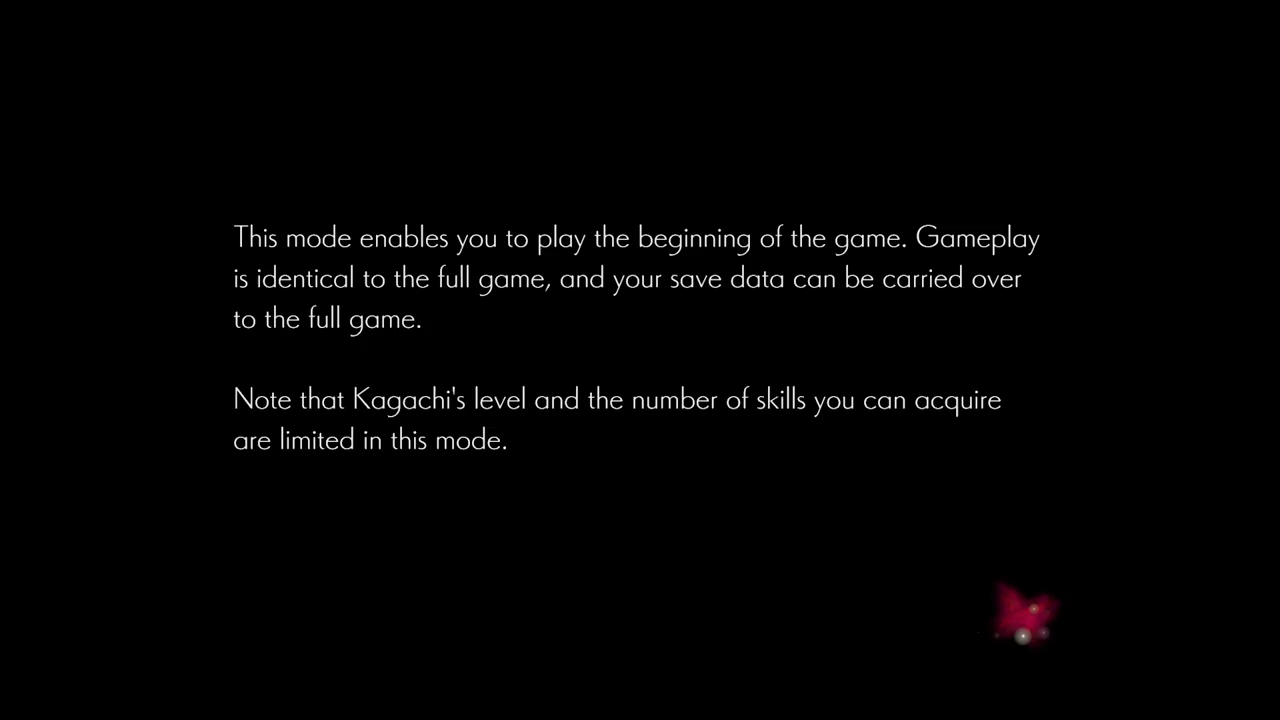 This mode enables you to play the beginning of the game. Gameplay
is identical to the full game, and your save data can be carried over
to the full game.
Note that Kagachi's level and the number of skills you can acquire
are limited in this mode.